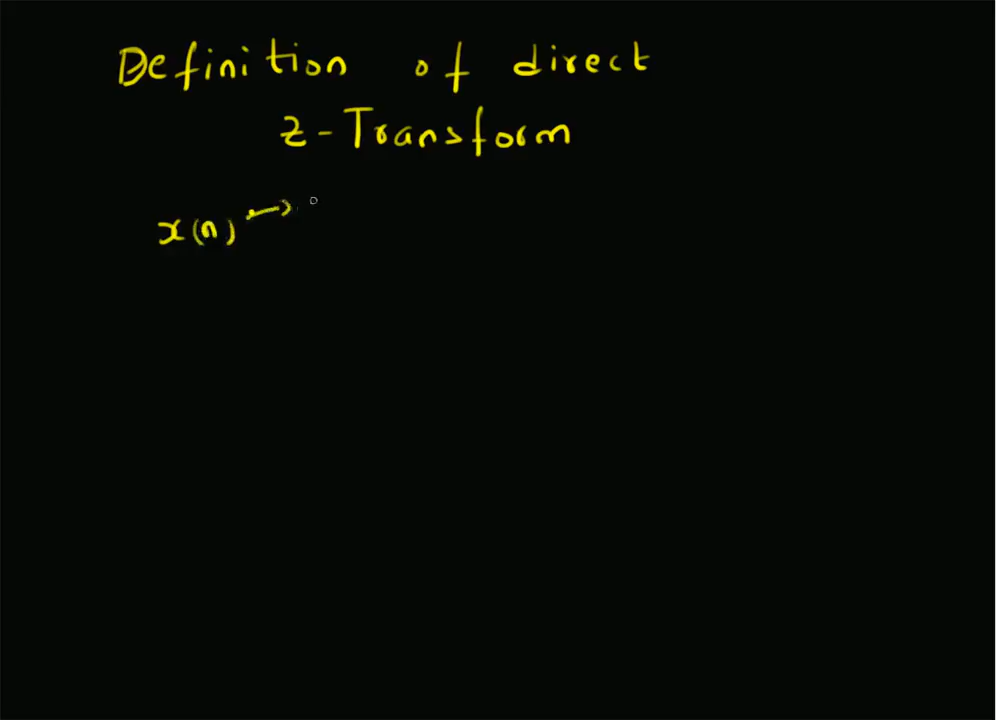 Definition of direct
z-Transform
x(n) →